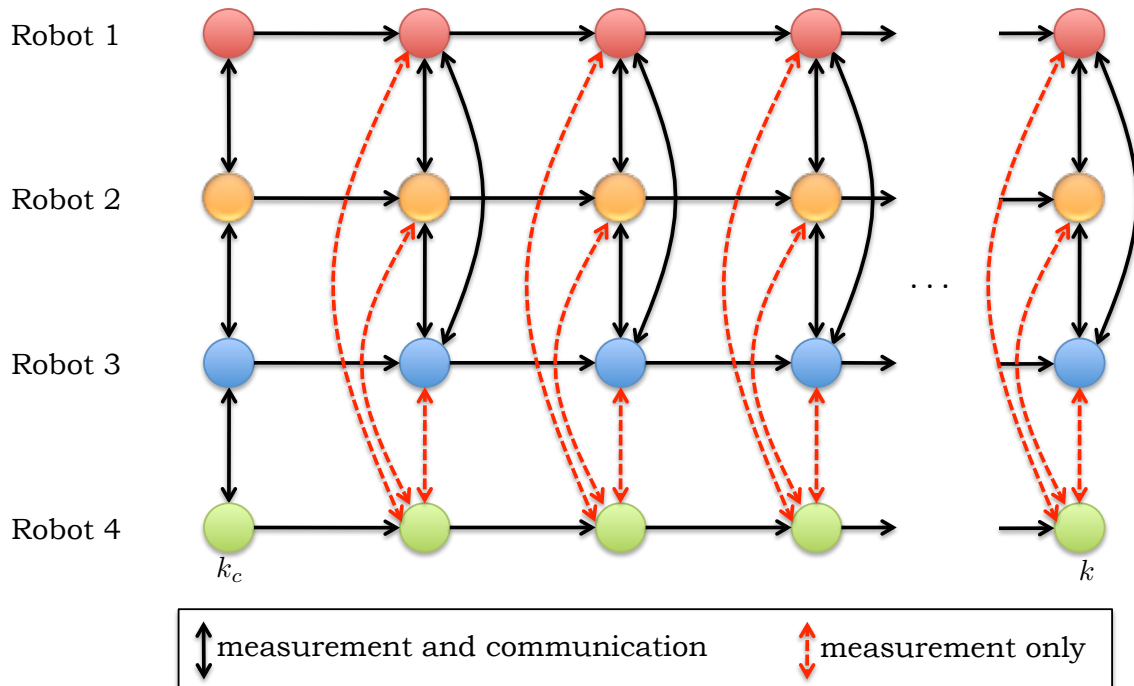 Robot 1
Robot 2
. . .
Robot 3
Robot 4
k_c
k
measurement and communication
measurement only